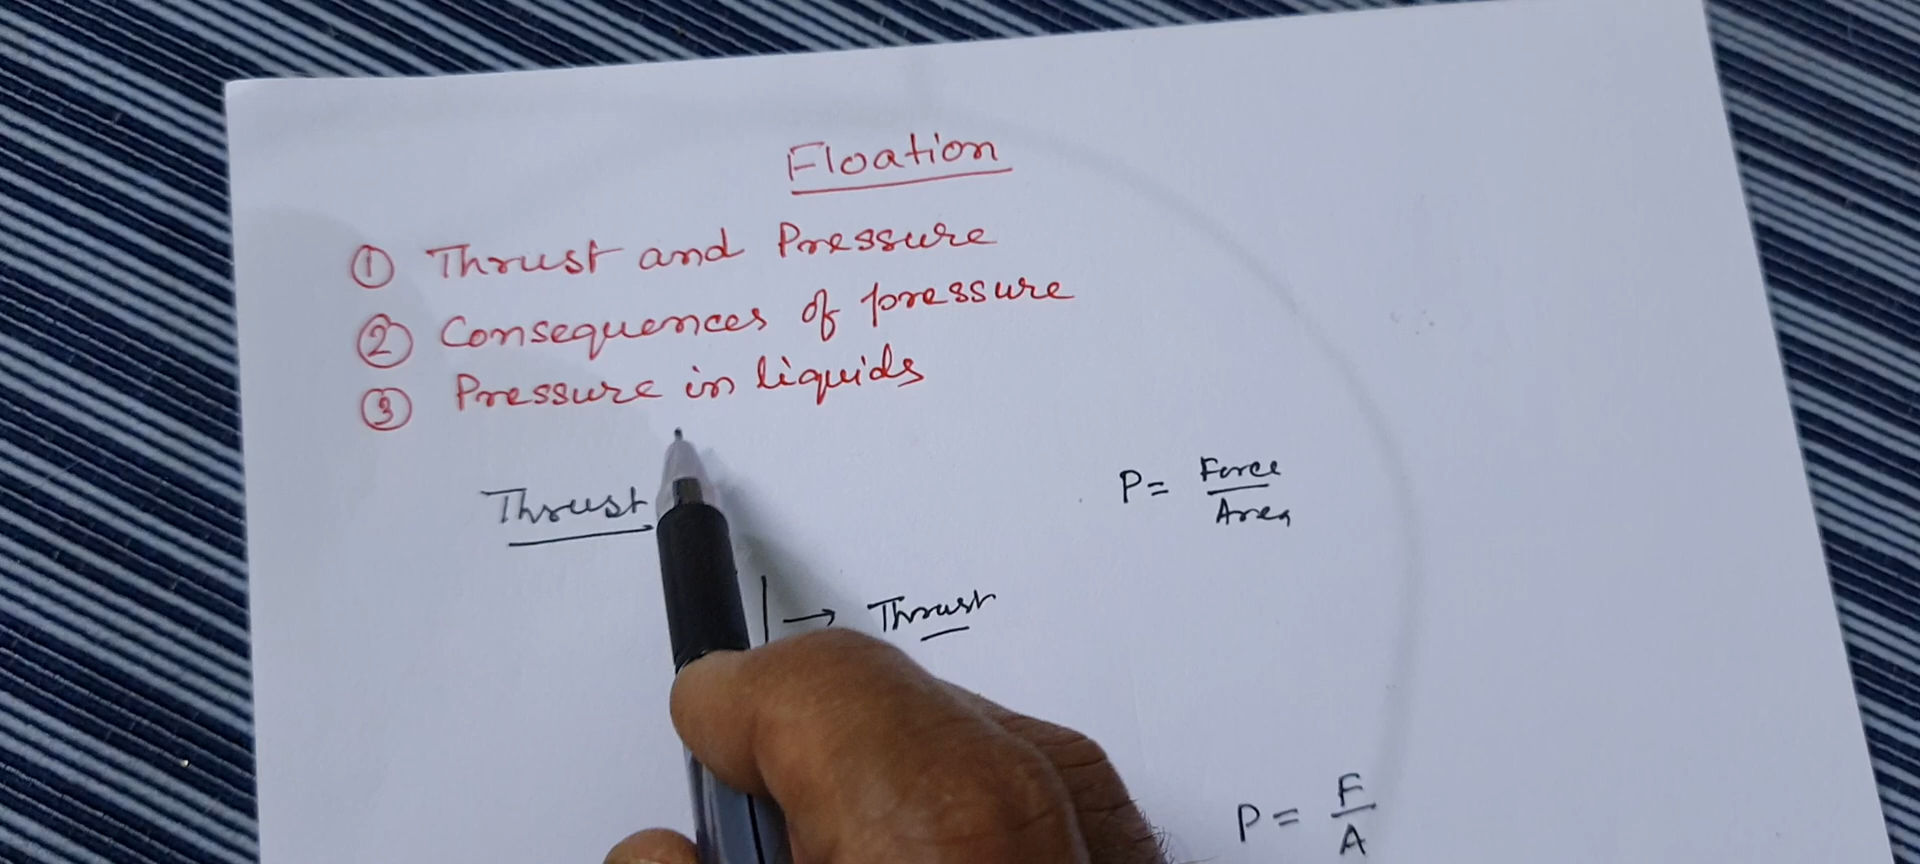 Floation
① Thrust and Pressure
② Consequences of pressure
③ Pressure in liquids
Thrust
P = Force / Area
→ Thrust
P = F / A